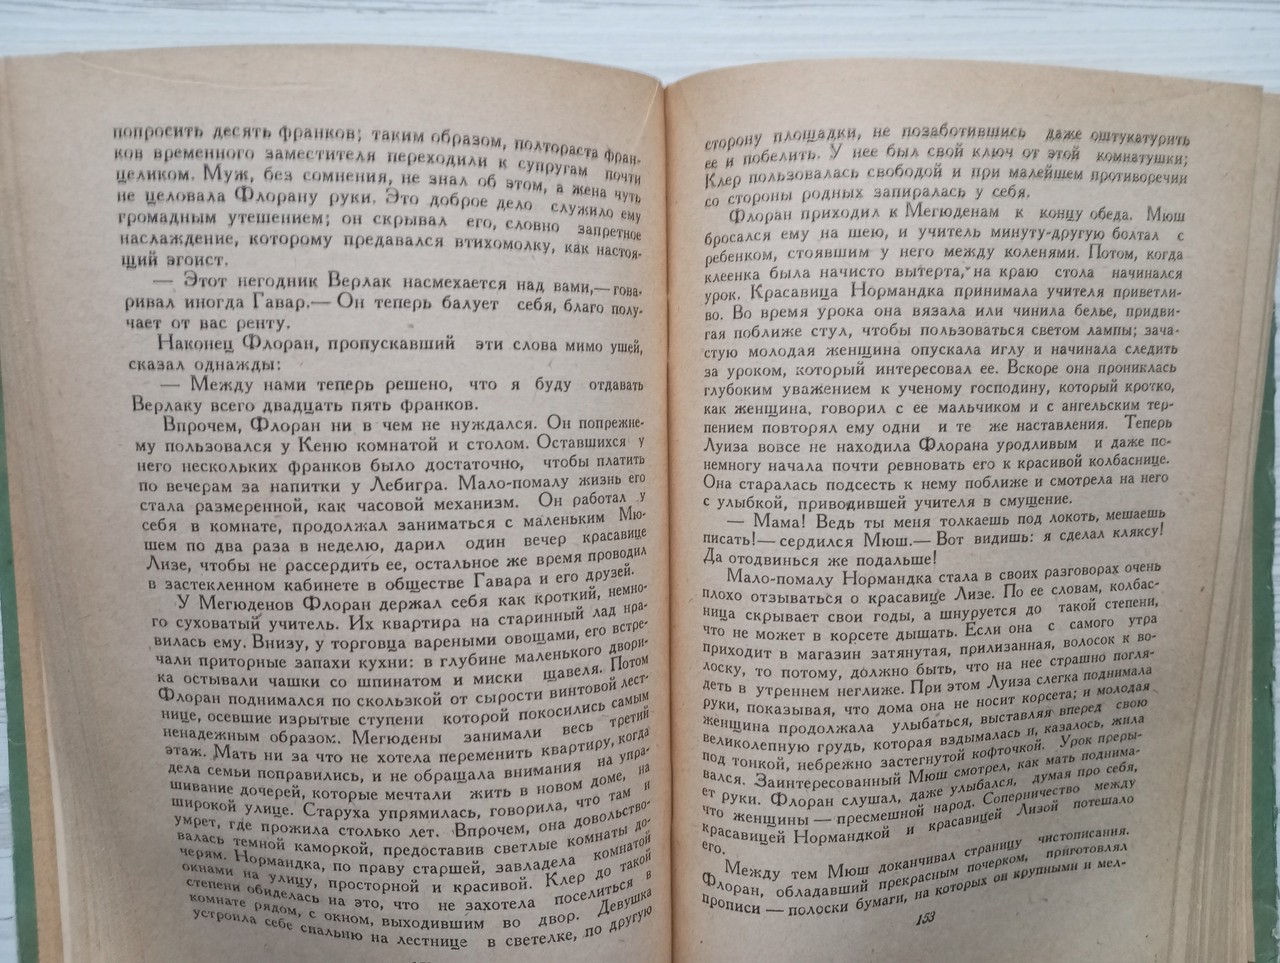 попросить десять франков; таким образом, полтораста фран-
ков временного заместителя переходили к супругам почти
целиком. Муж, без сомнения, не знал об этом, а жена чуть
не целовала Флорану руки. Это доброе дело служило ему
громадным утешением; он скрывал его, словно запретное
наслаждение, которому предавался втихомолку, как настоя-
щий эгоист.
— Этот негодник Верлак насмехается над вами,— гова-
ривал иногда Гавар.— Он теперь балует себя, благо полу-
чает от вас ренту.
Наконец Флоран, пропускавший эти слова мимо ушей,
сказал однажды:
— Между нами теперь решено, что я буду отдавать
Верлаку всего двадцать пять франков.
Впрочем, Флоран ни в чем не нуждался. Он попрежне-
му пользовался у Кеню комнатой и столом. Оставшихся у
него нескольких франков было достаточно, чтобы платить
по вечерам за напитки у Лебигра. Мало-помалу жизнь его
стала размеренной, как часовой механизм. Он работал у
себя в комнате, продолжал заниматься с маленьким Мю-
шем по два раза в неделю, дарил один вечер красавице
Лизе, чтобы не рассердить ее, остальное же время проводил
в застекленном кабинете в обществе Гавара и его друзей.
У Мегюденов Флоран держал себя как кроткий, немно-
го суховатый учитель. Их квартира на старинный лад нра-
вилась ему. Внизу, у торговца вареными овощами, его встре-
чали приторные запахи кухни: в глубине маленького двори-
ка остывали чашки со шпинатом и миски щавеля. Потом
Флоран поднимался по скользкой от сырости винтовой лест-
нице, осевшие изрытые ступени которой покосились самым
ненадежным образом. Мегюдены занимали весь третий
этаж. Мать ни за что не хотела переменить квартиру, когда
дела семьи поправились, и не обращала внимания на упра-
шивание дочерей, которые мечтали жить в новом доме, на
широкой улице. Старуха упрямилась, говорила, что там и
умрет, где прожила столько лет. Впрочем, она довольство-
валась темной каморкой, предоставив светлые комнаты до-
черям. Нормандка, по праву старшей, завладела комнатой
окнами на улицу, просторной и красивой. Клер до такой
степени обиделась на это, что не захотела поселиться в
комнате рядом, с окном, выходившим во двор. Девушка
устроила себе спальню на лестнице в светелке, по другую
сторону площадки, не позаботившись даже оштукатурить
ее и побелить. У нее был свой ключ от этой комнатушки;
Клер пользовалась свободой и при малейшем противоречии
со стороны родных запиралась у себя.
Флоран приходил к Мегюденам к концу обеда. Мюш
бросался ему на шею, и учитель минуту-другую болтал с
ребенком, стоявшим у него между коленями. Потом, когда
клеенка была начисто вытерта, на краю стола начинался
урок. Красавица Нормандка принимала учителя приветли-
во. Во время урока она вязала или чинила белье, придви-
гая поближе стул, чтобы пользоваться светом лампы; зача-
стую молодая женщина опускала иглу и начинала следить
за уроком, который интересовал ее. Вскоре она прониклась
глубоким уважением к ученому господину, который кротко,
как женщина, говорил с ее мальчиком и с ангельским тер-
пением повторял ему одни и те же наставления. Теперь
Луиза вовсе не находила Флорана уродливым и даже по-
немногу начала почти ревновать его к красивой колбаснице.
Она старалась подсесть к нему поближе и смотрела на него
с улыбкой, приводившей учителя в смущение.
— Мама! Ведь ты меня толкаешь под локоть, мешаешь
писать!— сердился Мюш.— Вот видишь: я сделал кляксу!
Да отодвинься же подальше!
Мало-помалу Нормандка стала в своих разговорах очень
плохо отзываться о красавице Лизе. По ее словам, колбас-
ница скрывает свои годы, а шнуруется до такой степени,
что не может в корсете дышать. Если она с самого утра
приходит в магазин затянутая, прилизанная, волосок к во-
лоску, то потому, должно быть, что на нее страшно погля-
деть в утреннем неглиже. При этом Луиза слегка поднимала
руки, показывая, что дома она не носит корсета; и молодая
женщина продолжала улыбаться, выставляя вперед свою
великолепную грудь, которая вздымалась и, казалось, жила
под тонкой, небрежно застегнутой кофточкой. Урок преры-
вался. Заинтересованный Мюш смотрел, как мать поднима-
ет руки. Флоран слушал, даже улыбался, думая про себя,
что женщины — пресмешной народ. Соперничество между
красавицей Нормандкой и красавицей Лизой потешало
его.
Между тем Мюш доканчивал страницу чистописания.
Флоран, обладавший прекрасным почерком, приготовлял
прописи — полоски бумаги, на которых он крупными и мел-
153